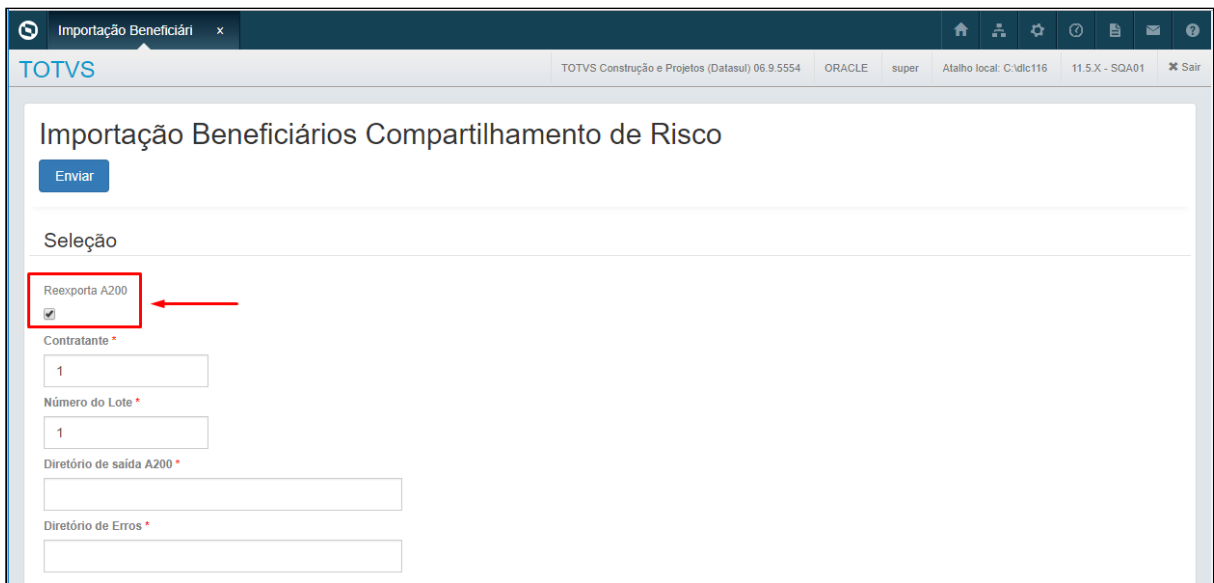 Importação Beneficiári x
TOTVS
TOTVS Construção e Projetos (Datasul) 06.9.5554 ORACLE super Atalho local: C:\dlc116 11.5.X - SQA01 ✖ Sair
Importação Beneficiários Compartilhamento de Risco
Enviar
Seleção
Reexporta A200
Contratante *
1
Número do Lote *
1
Diretório de saída A200 *
Diretório de Erros *